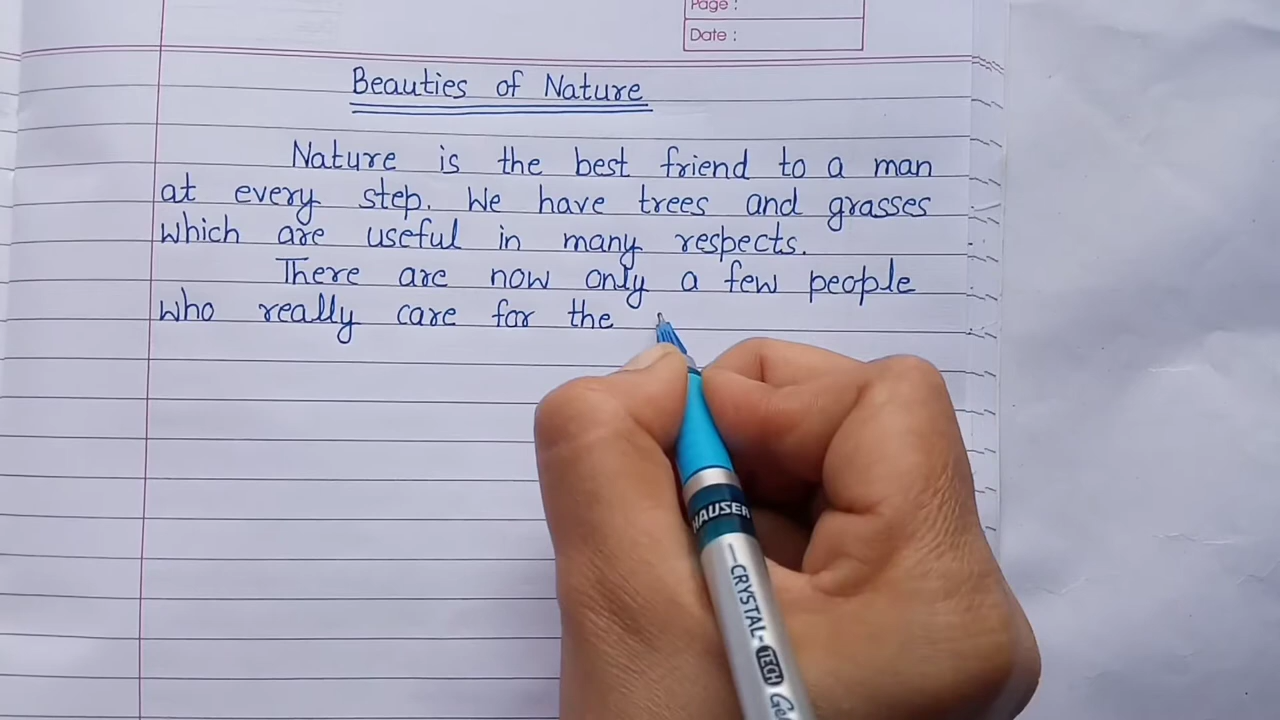 Page :
Date :
Beauties of Nature
Nature is the best friend to a man
at every step. We have trees and grasses
which are useful in many respects.
There are now only a few people
who really care for the
HAUSER
CRYSTAL-TECH Gel